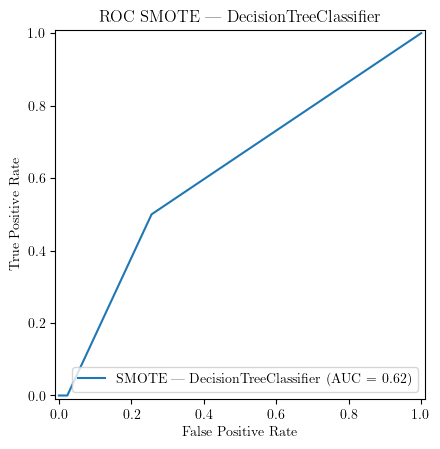 ROC SMOTE — DecisionTreeClassifier
1.0
0.8
0.6
0.4
0.2
0.0
True Positive Rate
SMOTE — DecisionTreeClassifier (AUC = 0.62)
0.0 0.2 0.4 0.6 0.8 1.0
False Positive Rate